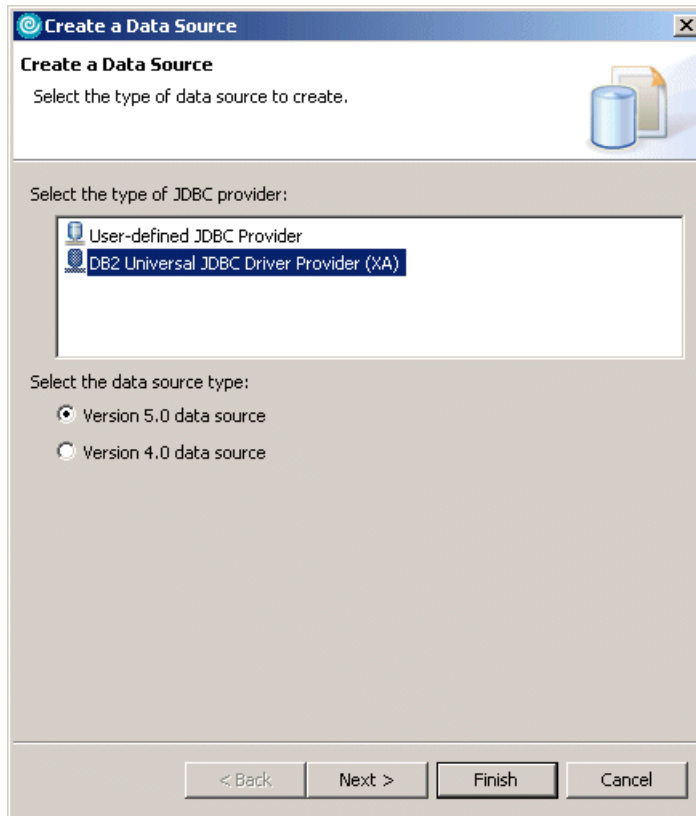 Create a Data Source
Create a Data Source
Select the type of data source to create.
Select the type of JDBC provider:
User-defined JDBC Provider
DB2 Universal JDBC Driver Provider (XA)
Select the data source type:
Version 5.0 data source
Version 4.0 data source
< Back
Next >
Finish
Cancel